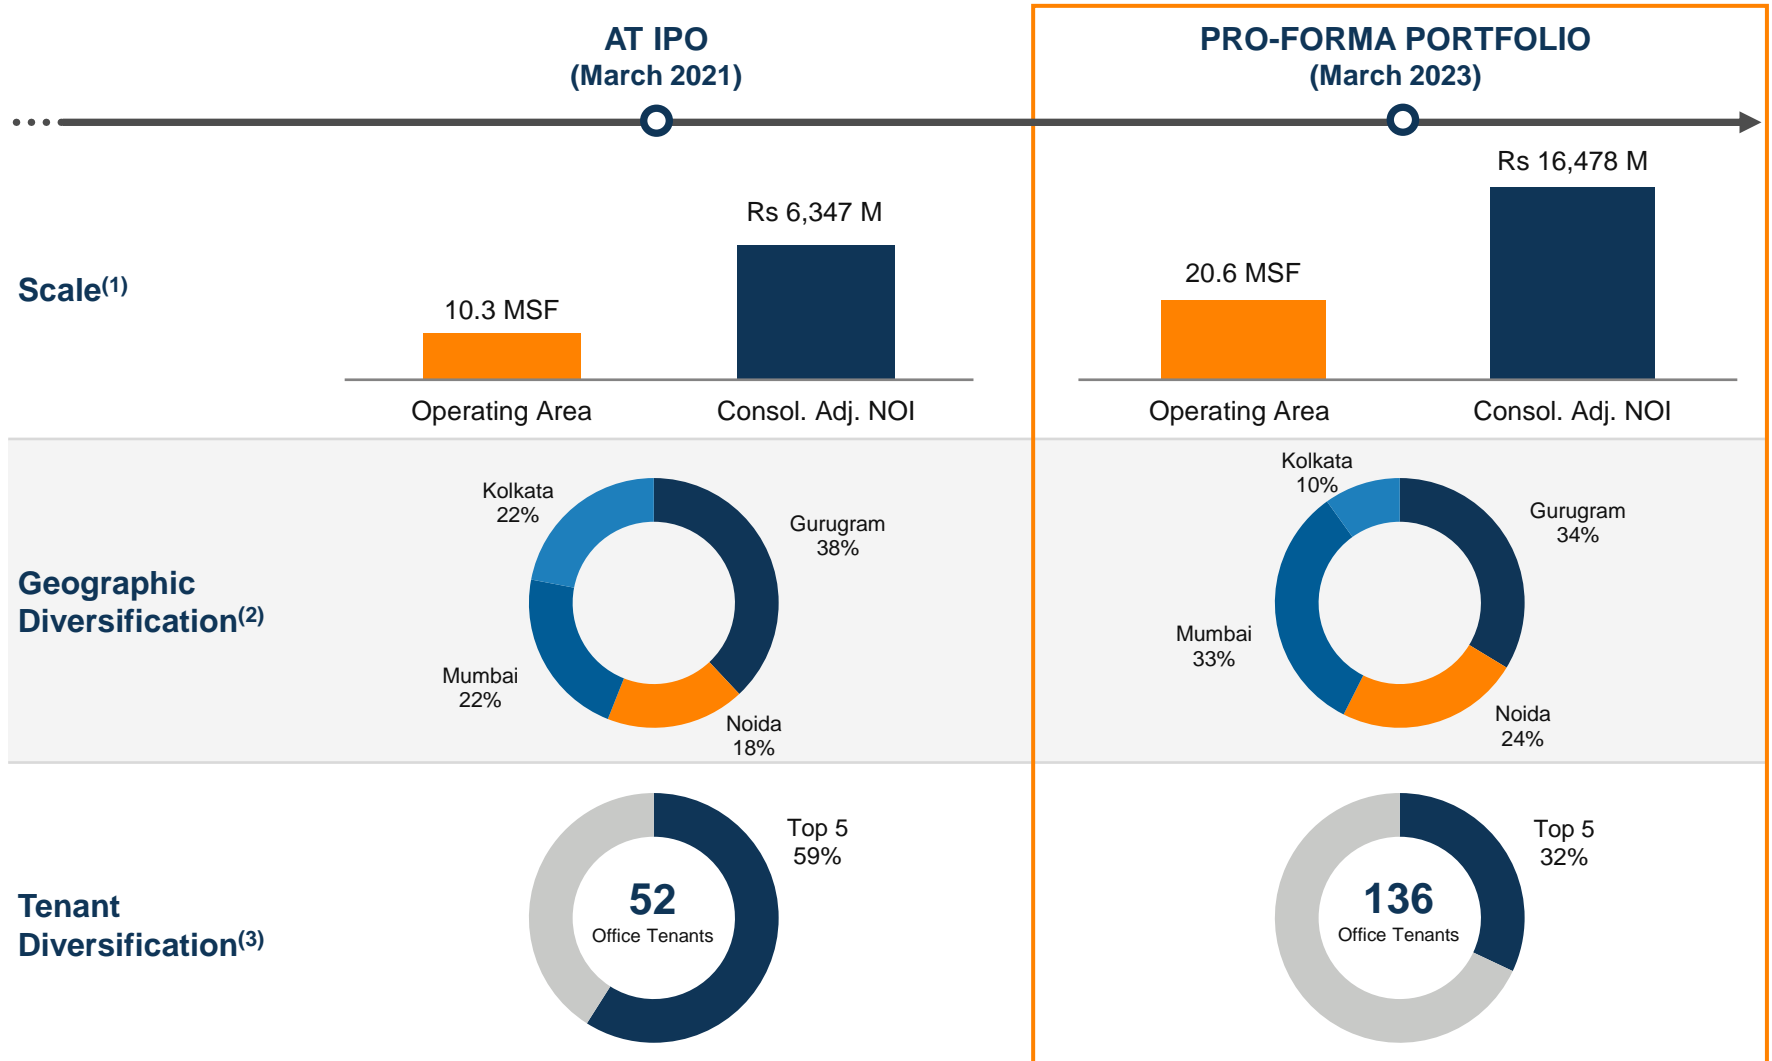 AT IPO
(March 2021)
PRO-FORMA PORTFOLIO
(March 2023)
Scale(1)
Rs 6,347 M
10.3 MSF
Operating Area
Consol. Adj. NOI
Rs 16,478 M
20.6 MSF
Operating Area
Consol. Adj. NOI
Geographic
Diversification(2)
Kolkata
22%
Gurugram
38%
Mumbai
22%
Noida
18%
Kolkata
10%
Gurugram
34%
Mumbai
33%
Noida
24%
Tenant
Diversification(3)
Top 5
59%
52
Office Tenants
Top 5
32%
136
Office Tenants